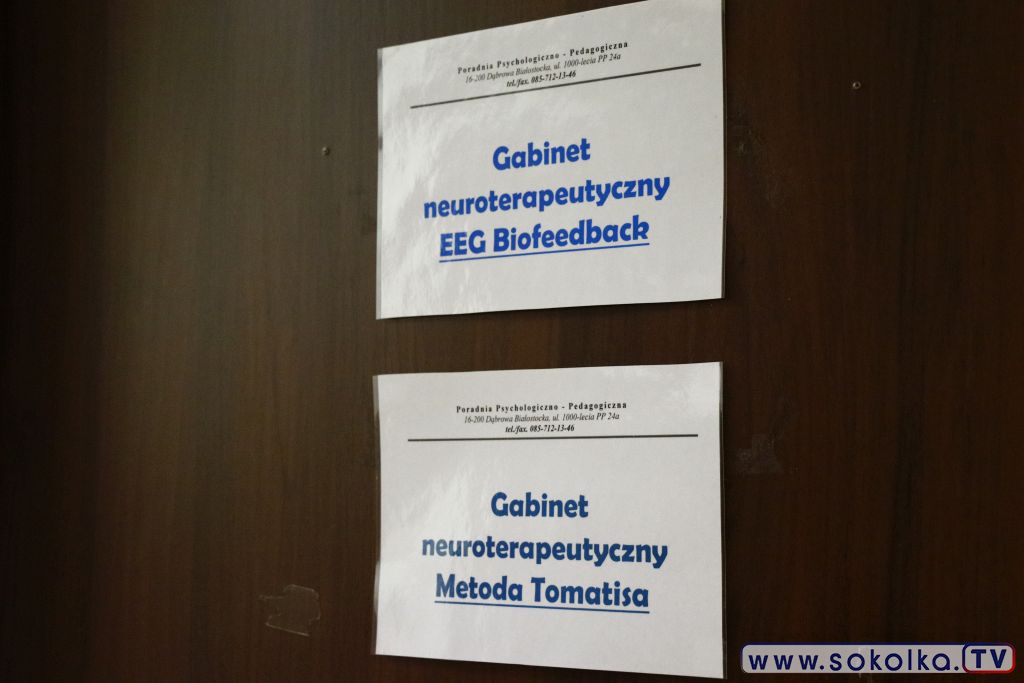 Poradnia Psychologiczno - Pedagogiczna
16-200 Dąbrowa Białostocka, ul. 1000-lecia PP 24a
tel./fax. 085-712-13-46
Gabinet
neuroterapeutyczny
EEG Biofeedback
Poradnia Psychologiczno - Pedagogiczna
16-200 Dąbrowa Białostocka, ul. 1000-lecia PP 24a
tel./fax. 085-712-13-46
Gabinet
neuroterapeutyczny
Metoda Tomatisa
www.sokolka.TV